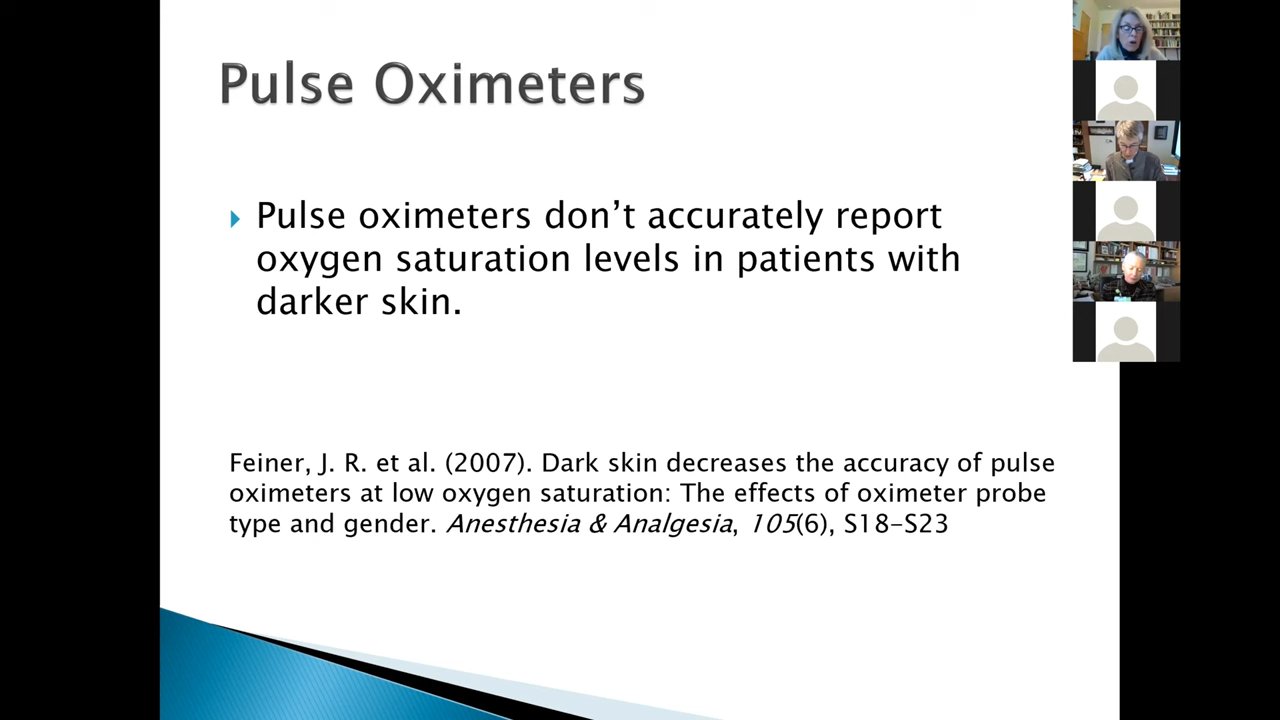 Pulse Oximeters
Pulse oximeters don’t accurately report
oxygen saturation levels in patients with
darker skin.
Feiner, J. R. et al. (2007). Dark skin decreases the accuracy of pulse
oximeters at low oxygen saturation: The effects of oximeter probe
type and gender. Anesthesia & Analgesia, 105(6), S18-S23